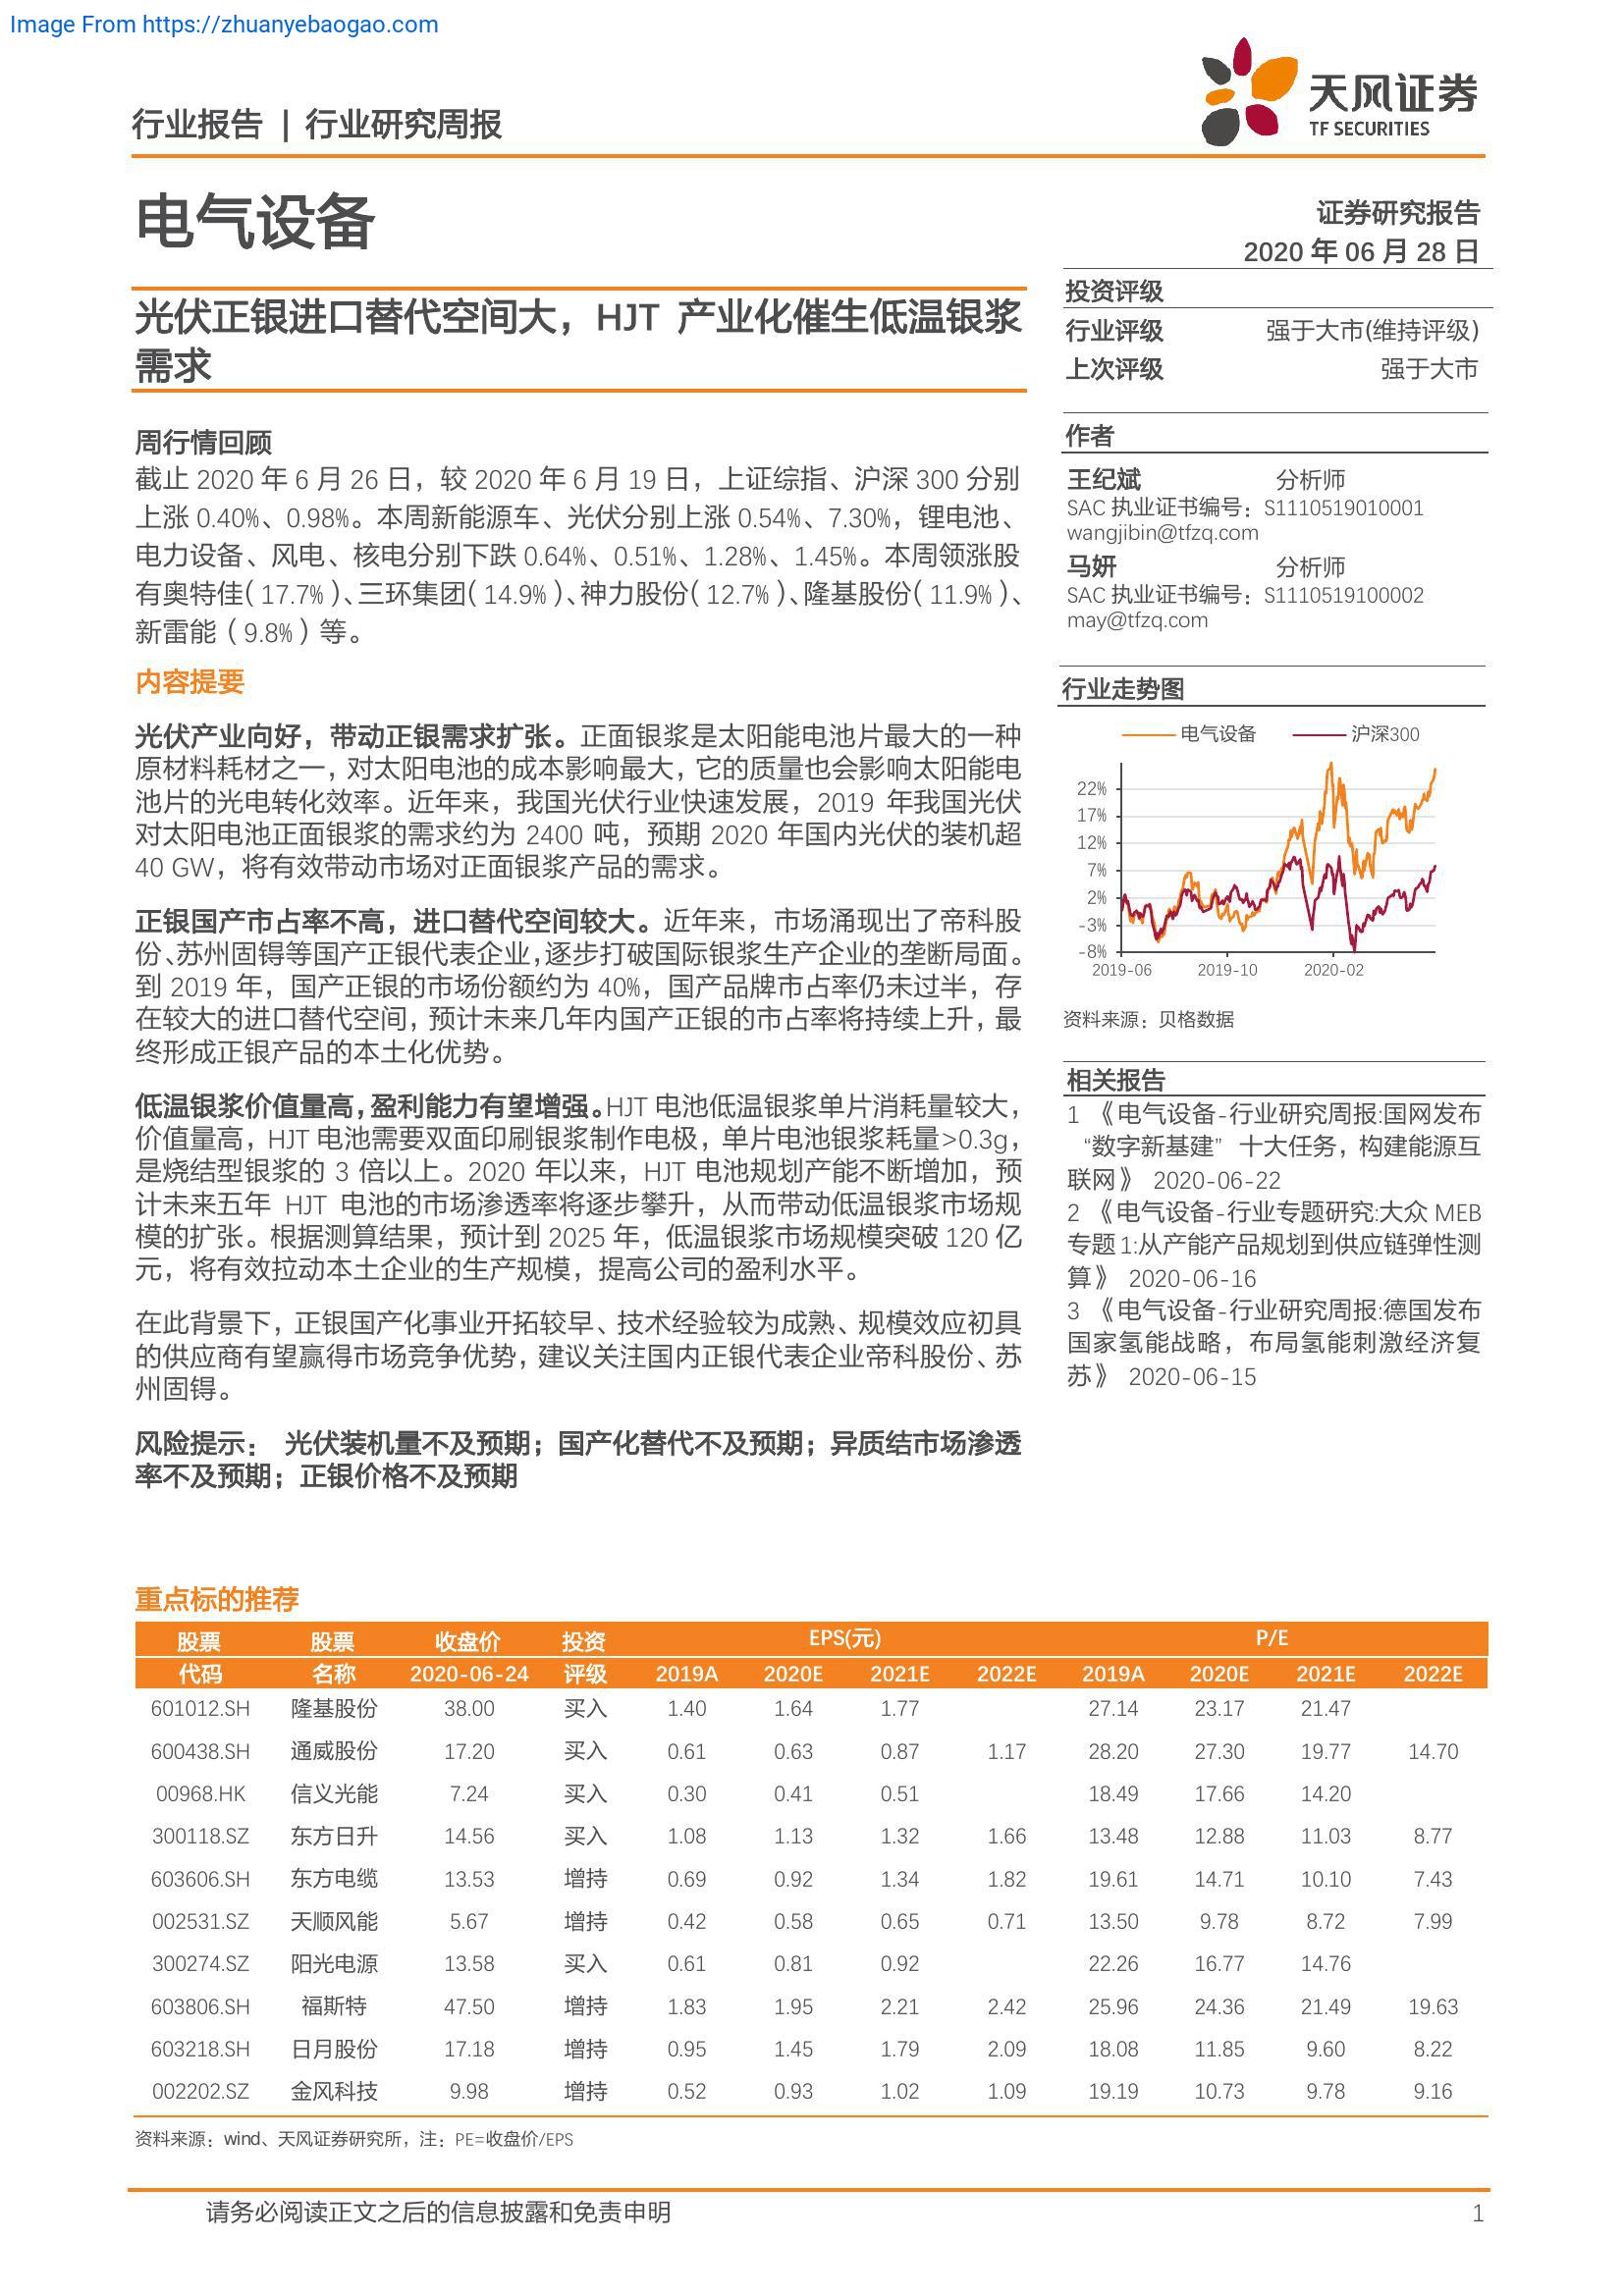 Image From https://zhuanyebaogao.com
天风证券
TF SECURITIES
行业报告 | 行业研究周报
电气设备
证券研究报告
2020 年 06 月 28 日
光伏正银进口替代空间大，HJT 产业化催生低温银浆
需求
周行情回顾
截止 2020 年 6 月 26 日，较 2020 年 6 月 19 日，上证综指、沪深 300 分别
上涨 0.40%、0.98%。本周新能源车、光伏分别上涨 0.54%、7.30%，锂电池、
电力设备、风电、核电分别下跌 0.64%、0.51%、1.28%、1.45%。本周领涨股
有奥特佳（17.7%）、三环集团（14.9%）、神力股份（12.7%）、隆基股份（11.9%）、
新雷能（9.8%）等。
内容提要
光伏产业向好，带动正银需求扩张。正面银浆是太阳能电池片最大的一种
原材料耗材之一，对太阳电池的成本影响最大，它的质量也会影响太阳能电
池片的光电转化效率。近年来，我国光伏行业快速发展，2019 年我国光伏
对太阳电池正面银浆的需求约为 2400 吨，预期 2020 年国内光伏的装机超
40 GW，将有效带动市场对正面银浆产品的需求。
正银国产市占率不高，进口替代空间较大。近年来，市场涌现出了帝科股
份、苏州固锝等国产正银代表企业，逐步打破国际银浆生产企业的垄断局面。
到 2019 年，国产正银的市场份额约为 40%，国产品牌市占率仍未过半，存
在较大的进口替代空间，预计未来几年内国产正银的市占率将持续上升，最
终形成正银产品的本土化优势。
低温银浆价值量高，盈利能力有望增强。HJT 电池低温银浆单片消耗量较大，
价值量高，HJT 电池需要双面印刷银浆制作电极，单片电池银浆耗量>0.3g，
是烧结型银浆的 3 倍以上。2020 年以来，HJT 电池规划产能不断增加，预
计未来五年 HJT 电池的市场渗透率将逐步攀升，从而带动低温银浆市场规
模的扩张。根据测算结果，预计到 2025 年，低温银浆市场规模突破 120 亿
元，将有效拉动本土企业的生产规模，提高公司的盈利水平。
在此背景下，正银国产化事业开拓较早、技术经验较为成熟、规模效应初具
的供应商有望赢得市场竞争优势，建议关注国内正银代表企业帝科股份、苏
州固锝。
风险提示： 光伏装机量不及预期；国产化替代不及预期；异质结市场渗透
率不及预期；正银价格不及预期
投资评级
行业评级 强于大市(维持评级)
上次评级 强于大市
作者
王纪斌 分析师
SAC 执业证书编号：S1110519010001
wangjibin@tfzq.com
马妍 分析师
SAC 执业证书编号：S1110519100002
may@tfzq.com
行业走势图
电气设备 沪深300
22%
17%
12%
7%
2%
-3%
-8%
2019-06 2019-10 2020-02
资料来源：贝格数据
相关报告
1 《电气设备-行业研究周报:国网发布
“数字新基建” 十大任务，构建能源互
联网》 2020-06-22
2 《电气设备-行业专题研究:大众 MEB
专题 1:从产能产品规划到供应链弹性测
算》 2020-06-16
3 《电气设备-行业研究周报:德国发布
国家氢能战略，布局氢能刺激经济复
苏》 2020-06-15
重点标的推荐
股票 股票 收盘价 投资 EPS(元) P/E
代码 名称 2020-06-24 评级 2019A 2020E 2021E 2022E 2019A 2020E 2021E 2022E
601012.SH 隆基股份 38.00 买入 1.40 1.64 1.77 27.14 23.17 21.47
600438.SH 通威股份 17.20 买入 0.61 0.63 0.87 1.17 28.20 27.30 19.77 14.70
00968.HK 信义光能 7.24 买入 0.30 0.41 0.51 18.49 17.66 14.20
300118.SZ 东方日升 14.56 买入 1.08 1.13 1.32 1.66 13.48 12.88 11.03 8.77
603606.SH 东方电缆 13.53 增持 0.69 0.92 1.34 1.82 19.61 14.71 10.10 7.43
002531.SZ 天顺风能 5.67 增持 0.42 0.58 0.65 0.71 13.50 9.78 8.72 7.99
300274.SZ 阳光电源 13.58 买入 0.61 0.81 0.92 22.26 16.77 14.76
603806.SH 福斯特 47.50 增持 1.83 1.95 2.21 2.42 25.96 24.36 21.49 19.63
603218.SH 日月股份 17.18 增持 0.95 1.45 1.79 2.09 18.08 11.85 9.60 8.22
002202.SZ 金风科技 9.98 增持 0.52 0.93 1.02 1.09 19.19 10.73 9.78 9.16
资料来源：wind、天风证券研究所，注：PE=收盘价/EPS
请务必阅读正文之后的信息披露和免责申明 1